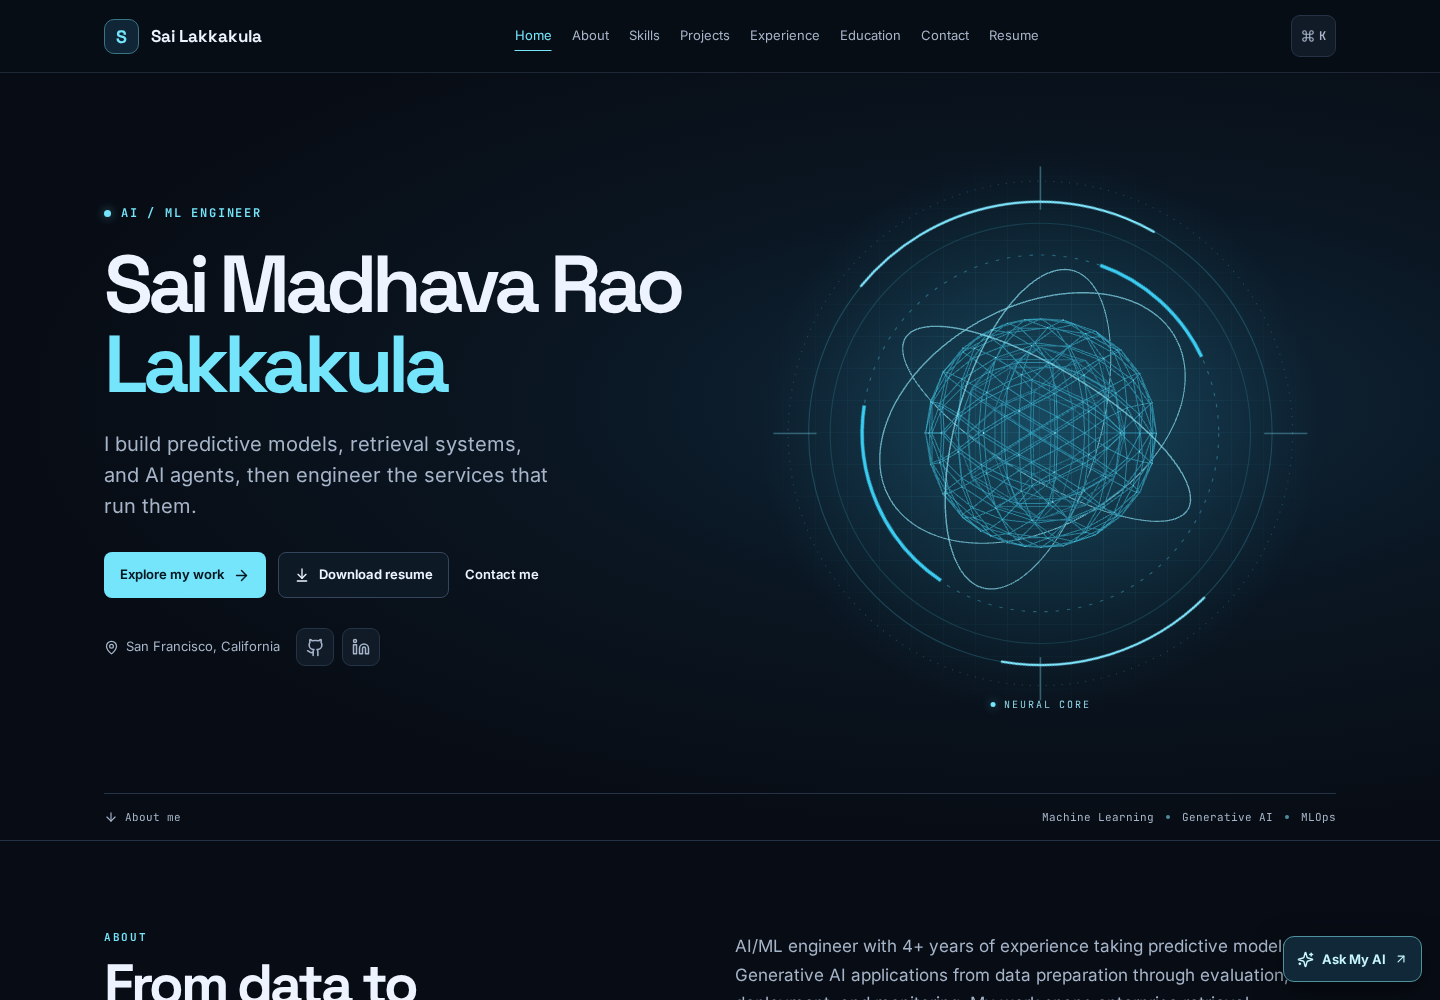 S
Sai Lakkakula
Home
About
Skills
Projects
Experience
Education
Contact
Resume
⌘ K
AI / ML ENGINEER
Sai Madhava Rao
Lakkakula
I build predictive models, retrieval systems,
and AI agents, then engineer the services that
run them.
Explore my work
Download resume
Contact me
San Francisco, California
NEURAL CORE
About me
Machine Learning • Generative AI • MLOps
ABOUT
From data to
AI/ML engineer with 4+ years of experience taking predictive model
Generative AI applications from data preparation through evaluation,
Ask My AI